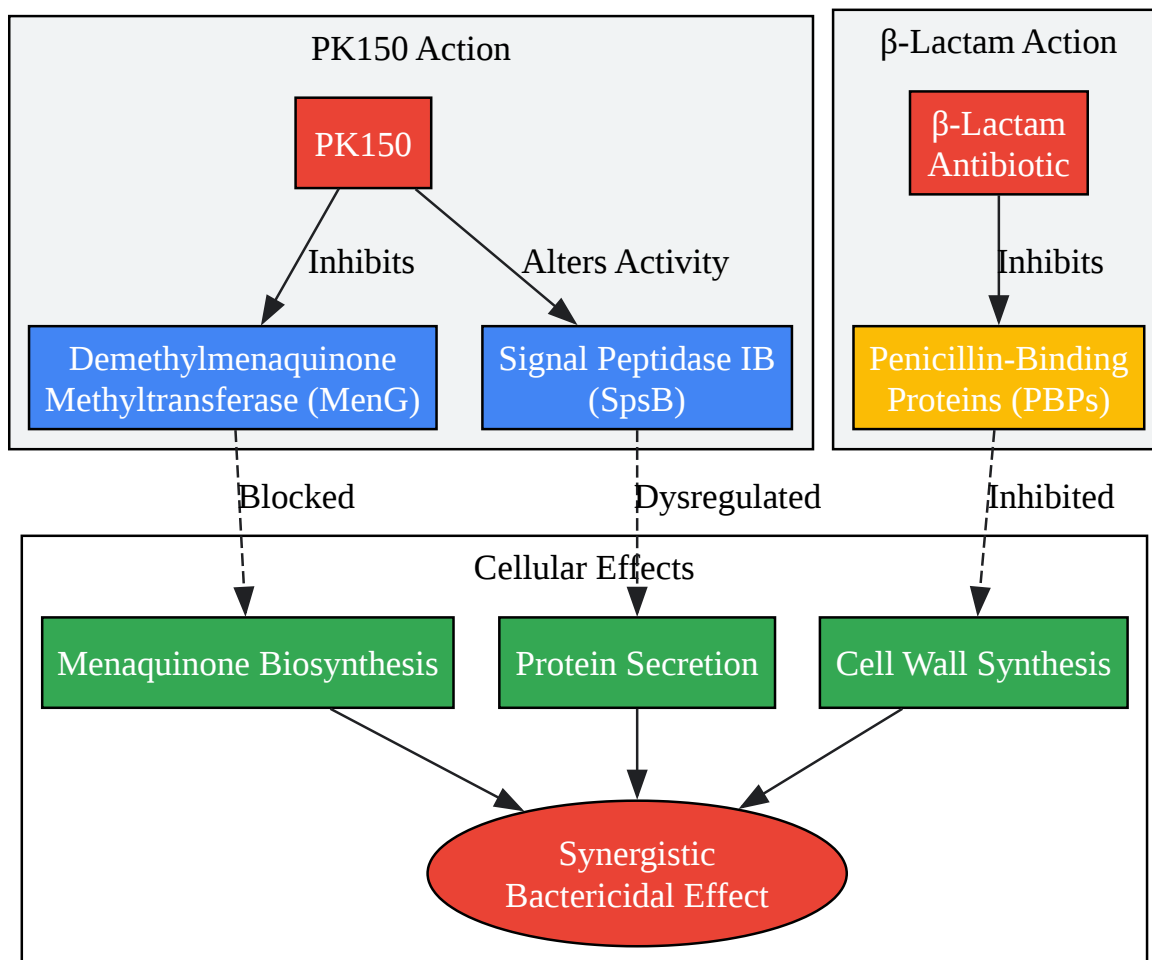 PK150 Action
β-Lactam Action
PK150
β-Lactam
Antibiotic
Inhibits
Alters Activity
Inhibits
Demethylmenaquinone
Methyltransferase (MenG)
Signal Peptidase IB
(SpsB)
Penicillin-Binding
Proteins (PBPs)
Blocked
Dysregulated
Inhibited
Cellular Effects
Menaquinone Biosynthesis
Protein Secretion
Cell Wall Synthesis
Synergistic
Bactericidal Effect